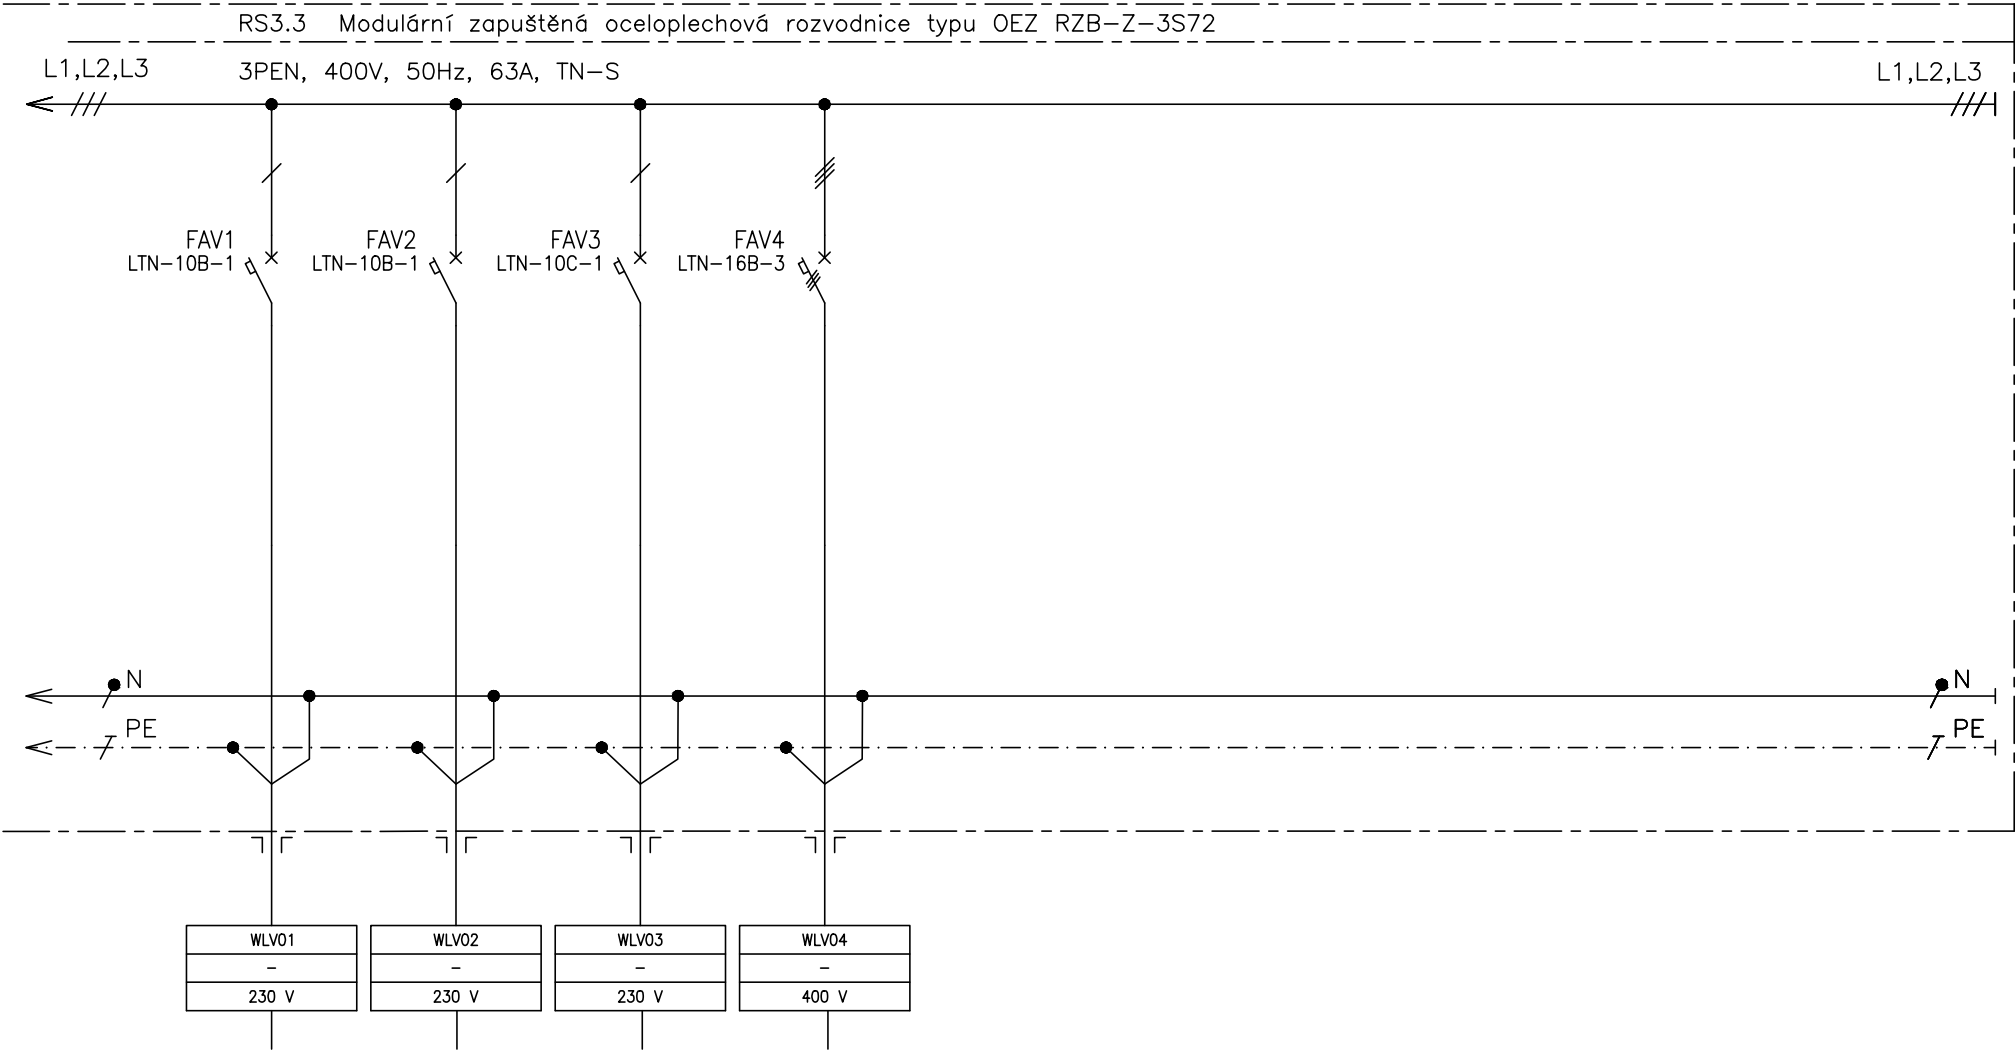 RS3.3 Modulární zapuštěná oceloplechová rozvodnice typu OEZ RZB-Z-3S72
L1,L2,L3 3PEN, 400V, 50Hz, 63A, TN-S L1,L2,L3
FAV1 FAV2 FAV3 FAV4
LTN-10B-1 LTN-10B-1 LTN-10C-1 LTN-16B-3
N N
PE PE
WLV01 WLV02 WLV03 WLV04
- - - -
230 V 230 V 230 V 400 V